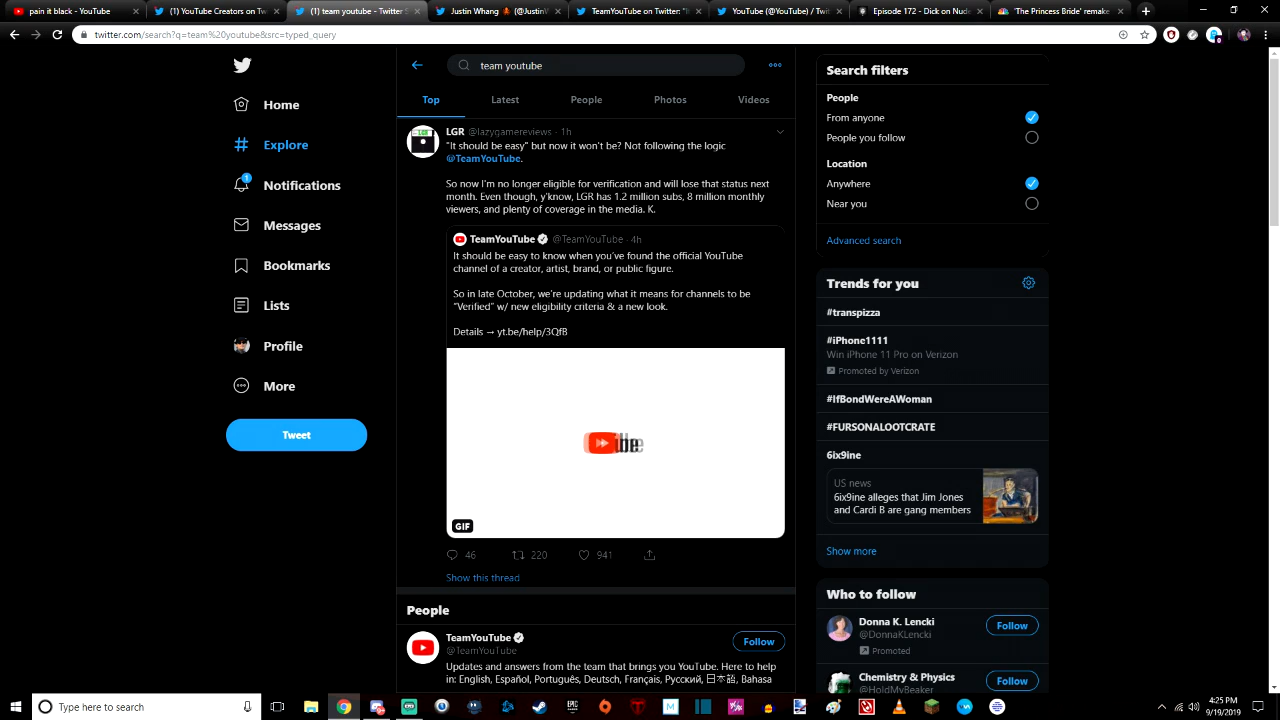 pain it black - YouTube
(1) YouTube Creators on Tw
(1) team youtube - Twitter S
Justin Whang
(@JustinW
TeamYouTube on Twitter: "It
YouTube (@YouTube) / Twit
Episode 172 - Dick on Nude
'The Princess Bride' remake
twitter.com/search?q=team%20youtube&src=typed_query
Home
Explore
1
Notifications
Messages
Bookmarks
Lists
Profile
More
Tweet
team youtube
Top
Latest
People
Photos
Videos
LGR @lazygamereviews · 1h
"It should be easy" but now it won't be? Not following the logic
@TeamYouTube.
So now I'm no longer eligible for verification and will lose that status next
month. Even though, y'know, LGR has 1.2 million subs, 8 million monthly
viewers, and plenty of coverage in the media. K.
TeamYouTube @TeamYouTube · 4h
It should be easy to know when you've found the official YouTube
channel of a creator, artist, brand, or public figure.
So in late October, we're updating what it means for channels to be
"Verified" w/ new eligibility criteria & a new look.
Details → yt.be/help/3QfB
GIF
46
220
941
Show this thread
People
TeamYouTube
@TeamYouTube
Follow
Updates and answers from the team that brings you YouTube. Here to help
in: English, Español, Português, Deutsch, Français, Русский, 日本語, Bahasa
Search filters
People
From anyone
People you follow
Location
Anywhere
Near you
Advanced search
Trends for you
#transpizza
#iPhone1111
Win iPhone 11 Pro on Verizon
Promoted by Verizon
#IfBondWereAWoman
#FURSONALOOTCRATE
6ix9ine
US news
6ix9ine alleges that Jim Jones
and Cardi B are gang members
Show more
Who to follow
Donna K. Lencki
@DonnaKLencki
Follow
Promoted
Chemistry & Physics
@HoldMyBeaker
Follow
Type here to search
4:25 PM
9/19/2019